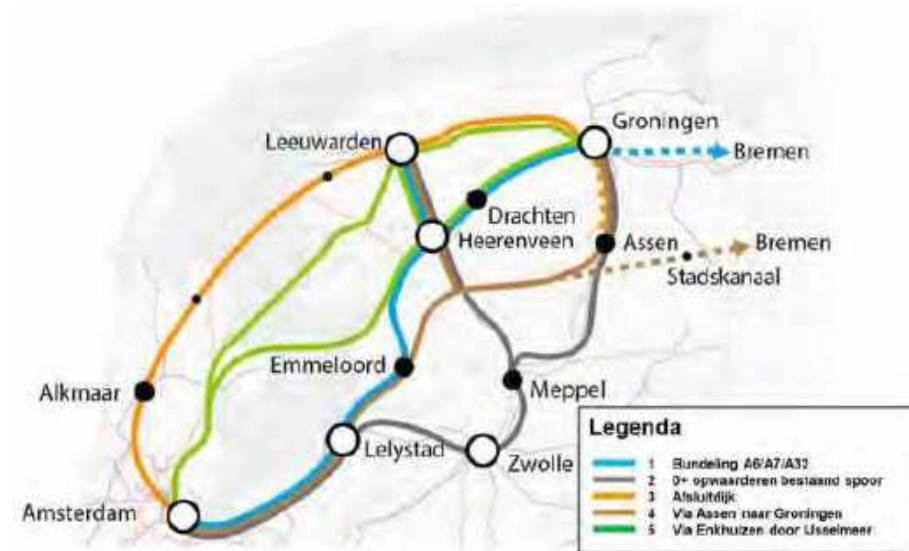 Leeuwarden
Groningen
Bremen
Drachten
Heerenveen
Assen
Bremen
Stadskanaal
Emmeloord
Alkmaar
Meppel
Lelystad
Zwolle
Amsterdam
Legenda
1 Bundeling A6/A7/A32
2 0+ opwaarderen bestaand spoor
3 Afsluitdijk
4 Via Assen naar Groningen
5 Via Enkhuizen door IJsselmeer